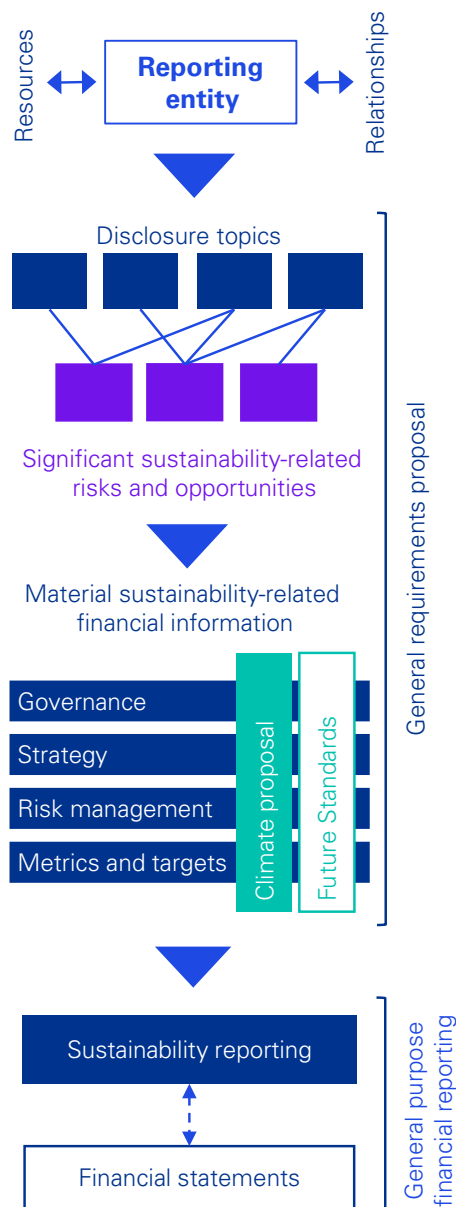 Resources
Reporting
entity
Relationships
Disclosure topics
Significant sustainability-related
risks and opportunities
Material sustainability-related
financial information
Governance
Strategy
Risk management
Metrics and targets
Climate proposal
Future Standards
General requirements proposal
Sustainability reporting
Financial statements
General purpose
financial reporting